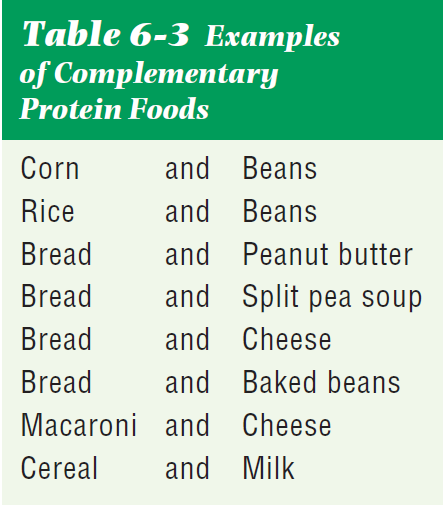 Table 6-3 Examples
of Complementary
Protein Foods
Corn and Beans
Rice and Beans
Bread and Peanut butter
Bread and Split pea soup
Bread and Cheese
Bread and Baked beans
Macaroni and Cheese
Cereal and Milk